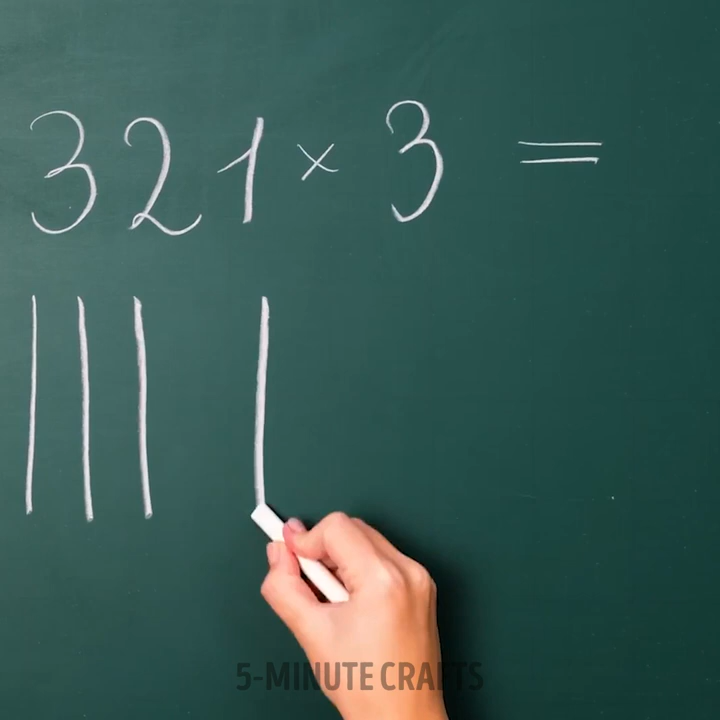 321 × 3 =
5-MINUTE CRAFTS